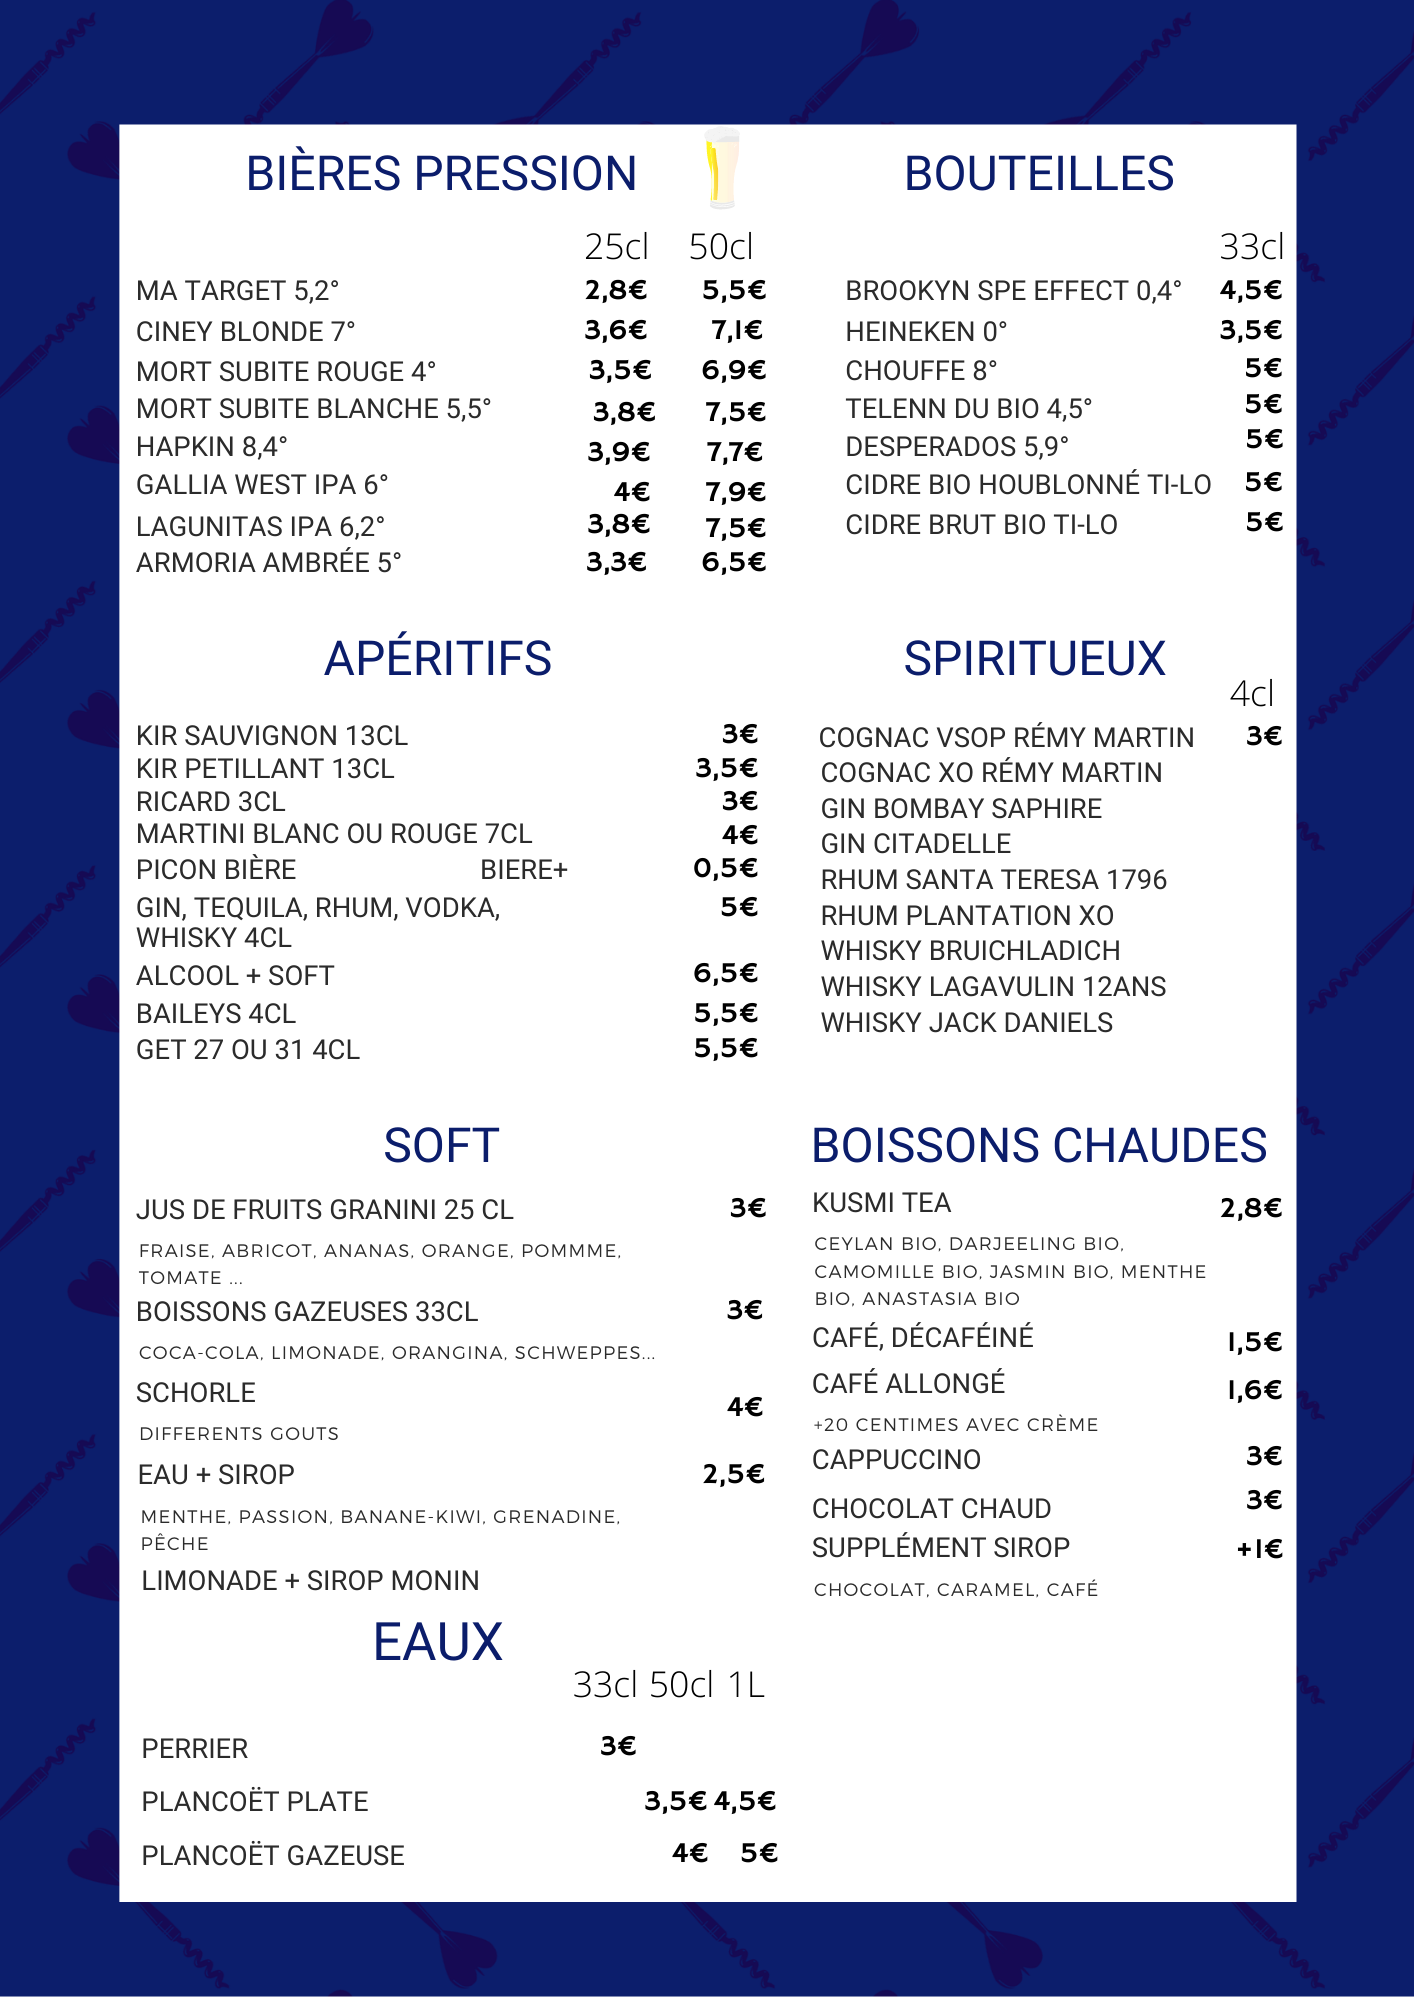 BIÈRES PRESSION
25cl 50cl
MA TARGET 5,2° 2,8€ 5,5€
CINEY BLONDE 7° 3,6€ 7,1€
MORT SUBITE ROUGE 4° 3,5€ 6,9€
MORT SUBITE BLANCHE 5,5° 3,8€ 7,5€
HAPKIN 8,4° 3,9€ 7,7€
GALLIA WEST IPA 6° 4€ 7,9€
LAGUNITAS IPA 6,2° 3,8€ 7,5€
ARMORIA AMBRÉE 5° 3,3€ 6,5€
BOUTEILLES
33cl
BROOKYN SPE EFFECT 0,4° 4,5€
HEINEKEN 0° 3,5€
CHOUFFE 8° 5€
TELENN DU BIO 4,5° 5€
DESPERADOS 5,9° 5€
CIDRE BIO HOUBLONNÉ TI-LO 5€
CIDRE BRUT BIO TI-LO 5€
APÉRITIFS
KIR SAUVIGNON 13CL 3€
KIR PETILLANT 13CL 3,5€
RICARD 3CL 3€
MARTINI BLANC OU ROUGE 7CL 4€
PICON BIÈRE BIERE+ 0,5€
GIN, TEQUILA, RHUM, VODKA, 5€
WHISKY 4CL
ALCOOL + SOFT 6,5€
BAILEYS 4CL 5,5€
GET 27 OU 31 4CL 5,5€
SPIRITUEUX
4cl
COGNAC VSOP RÉMY MARTIN 3€
COGNAC XO RÉMY MARTIN
GIN BOMBAY SAPHIRE
GIN CITADELLE
RHUM SANTA TERESA 1796
RHUM PLANTATION XO
WHISKY BRUICHLADICH
WHISKY LAGAVULIN 12ANS
WHISKY JACK DANIELS
SOFT
JUS DE FRUITS GRANINI 25 CL 3€
FRAISE, ABRICOT, ANANAS, ORANGE, POMMME,
TOMATE ...
BOISSONS GAZEUSES 33CL 3€
COCA-COLA, LIMONADE, ORANGINA, SCHWEPPES...
SCHORLE 4€
DIFFERENTS GOUTS
EAU + SIROP 2,5€
MENTHE, PASSION, BANANE-KIWI, GRENADINE,
PÊCHE
LIMONADE + SIROP MONIN
BOISSONS CHAUDES
KUSMI TEA 2,8€
CEYLAN BIO, DARJEELING BIO,
CAMOMILLE BIO, JASMIN BIO, MENTHE
BIO, ANASTASIA BIO
CAFÉ, DÉCAFÉINÉ 1,5€
CAFÉ ALLONGÉ 1,6€
+20 CENTIMES AVEC CRÈME
CAPPUCCINO 3€
CHOCOLAT CHAUD 3€
SUPPLÉMENT SIROP +1€
CHOCOLAT, CARAMEL, CAFÉ
EAUX
33cl 50cl 1L
PERRIER 3€
PLANCOËT PLATE 3,5€ 4,5€
PLANCOËT GAZEUSE 4€ 5€